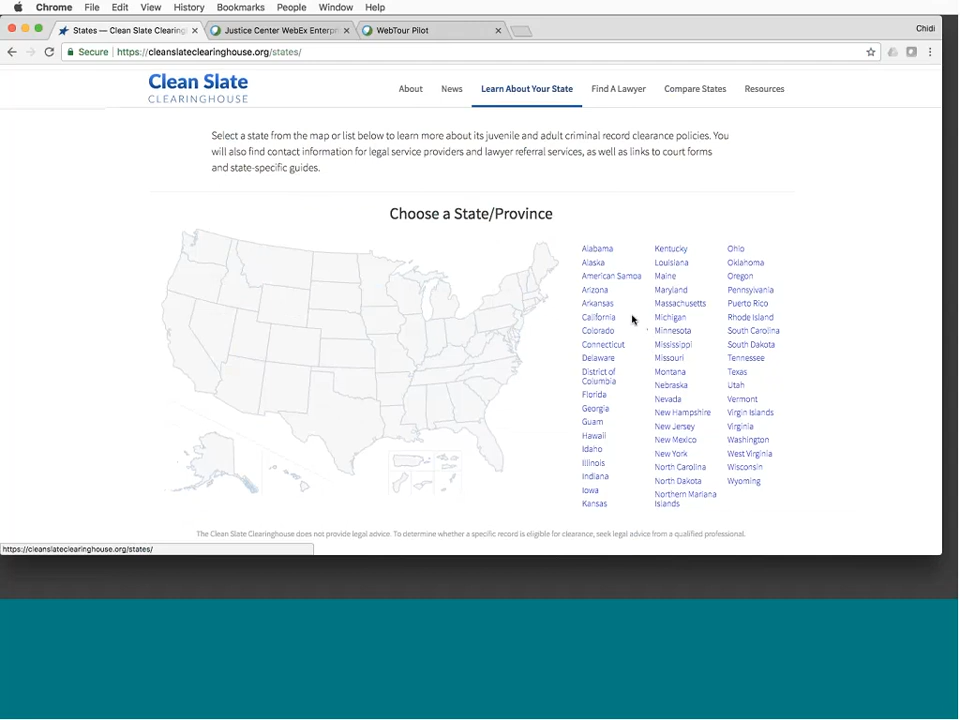 Chrome File Edit View History Bookmarks People Window Help
States — Clean Slate Clearing
Justice Center WebEx Enterpr
WebTour Pilot
Chidi
Secure https://cleanslateclearinghouse.org/states/
Clean Slate
CLEARINGHOUSE
About News Learn About Your State Find A Lawyer Compare States Resources
Select a state from the map or list below to learn more about its juvenile and adult criminal record clearance policies. You
will also find contact information for legal service providers and lawyer referral services, as well as links to court forms
and state-specific guides.
Choose a State/Province
Alabama
Alaska
American Samoa
Arizona
Arkansas
California
Colorado
Connecticut
Delaware
District of
Columbia
Florida
Georgia
Guam
Hawaii
Idaho
Illinois
Indiana
Iowa
Kansas
Kentucky
Louisiana
Maine
Maryland
Massachusetts
Michigan
Minnesota
Mississippi
Missouri
Montana
Nebraska
Nevada
New Hampshire
New Jersey
New Mexico
New York
North Carolina
North Dakota
Northern Mariana
Islands
Ohio
Oklahoma
Oregon
Pennsylvania
Puerto Rico
Rhode Island
South Carolina
South Dakota
Tennessee
Texas
Utah
Vermont
Virgin Islands
Virginia
Washington
West Virginia
Wisconsin
Wyoming
The Clean Slate Clearinghouse does not provide legal advice. To determine whether a specific record is eligible for clearance, seek legal advice from a qualified professional.
https://cleanslateclearinghouse.org/states/